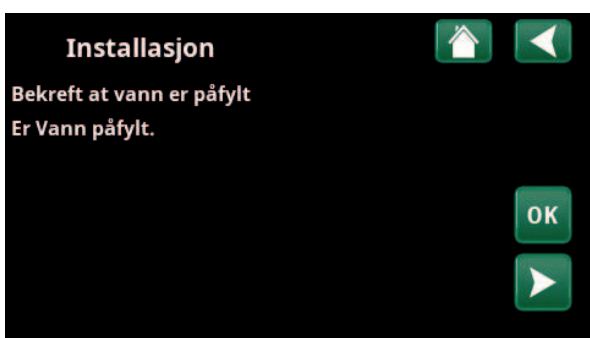 Installasjon
Bekreft at vann er påfylt
Er Vann påfylt.
OK